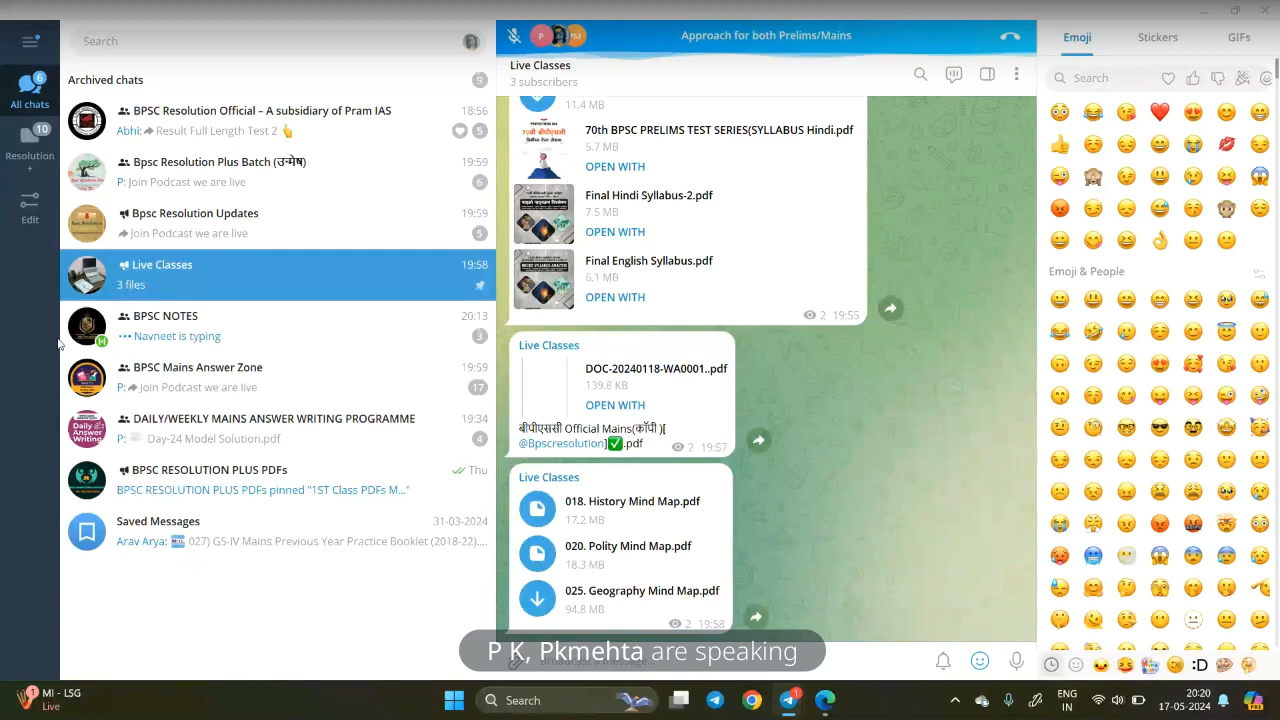 Search
Archived chats
9
BPSC Resolution Official – A subsidiary of Pram IAS
18:56
Abhi: Result Full Length Test 2 👆
5
Bpsc Resolution Plus Batch (उन्मेष)
19:59
P: Join Podcast we are live
6
Bpsc Resolution Updates
19:59
Join Podcast we are live
5
Live Classes
19:58
3 files
BPSC NOTES
20:13
Navneet is typing
3
BPSC Mains Answer Zone
19:59
P: Join Podcast we are live
17
DAILY/WEEKLY MAINS ANSWER WRITING PROGRAMME
19:34
P: Day-24 Model Solution.pdf
4
BPSC RESOLUTION PLUS PDFs
Thu
BPSC RESOLUTION PLUS PDFs pinned "1ST Class PDFs M..."
Saved Messages
31-03-2024
Arav Arya: 027) GS-IV Mains Previous Year Practice Booklet (2018-22)....
6
All chats
10
Resolution
+
Edit
P
PM
Approach for both Prelims/Mains
Live Classes
3 subscribers
11.4 MB
70th BPSC PRELIMS TEST SERIES(SYLLABUS Hindi.pdf
5.7 MB
OPEN WITH
Final Hindi Syllabus-2.pdf
7.5 MB
OPEN WITH
Final English Syllabus.pdf
6.1 MB
OPEN WITH
2 19:55
Live Classes
DOC-20240118-WA0001..pdf
139.8 KB
OPEN WITH
बीपीएससी Official Mains(कॉपी )[
@Bpscresolution]✅.pdf
2 19:57
Live Classes
018. History Mind Map.pdf
17.2 MB
020. Polity Mind Map.pdf
18.3 MB
025. Geography Mind Map.pdf
94.8 MB
2 19:58
P K, Pkmehta are speaking
Emoji
Stickers
GIFs
Search
Emoji & People
:D
1
MI - LSG
Live
Search
1
ENG
IN
20:20
17-05-2024